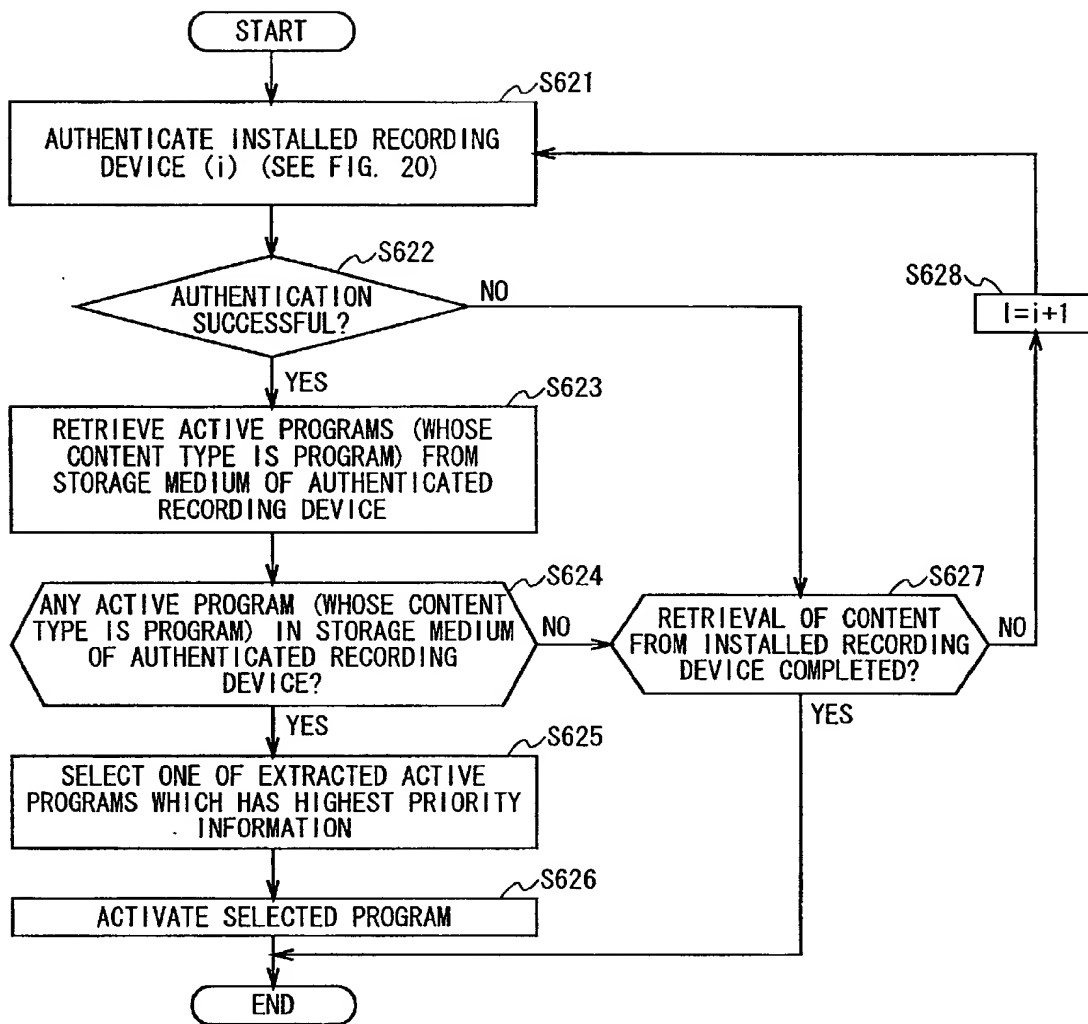 START
S621
AUTHENTICATE INSTALLED RECORDING
DEVICE (i) (SEE FIG. 20)
S622
AUTHENTICATION
SUCCESSFUL?
NO
YES
S628
I=i+1
S623
RETRIEVE ACTIVE PROGRAMS (WHOSE
CONTENT TYPE IS PROGRAM) FROM
STORAGE MEDIUM OF AUTHENTICATED
RECORDING DEVICE
S624
ANY ACTIVE PROGRAM (WHOSE CONTENT
TYPE IS PROGRAM) IN STORAGE MEDIUM
OF AUTHENTICATED RECORDING
DEVICE?
NO
YES
S627
RETRIEVAL OF CONTENT
FROM INSTALLED RECORDING
DEVICE COMPLETED?
NO
YES
S625
SELECT ONE OF EXTRACTED ACTIVE
PROGRAMS WHICH HAS HIGHEST PRIORITY
INFORMATION
S626
ACTIVATE SELECTED PROGRAM
END